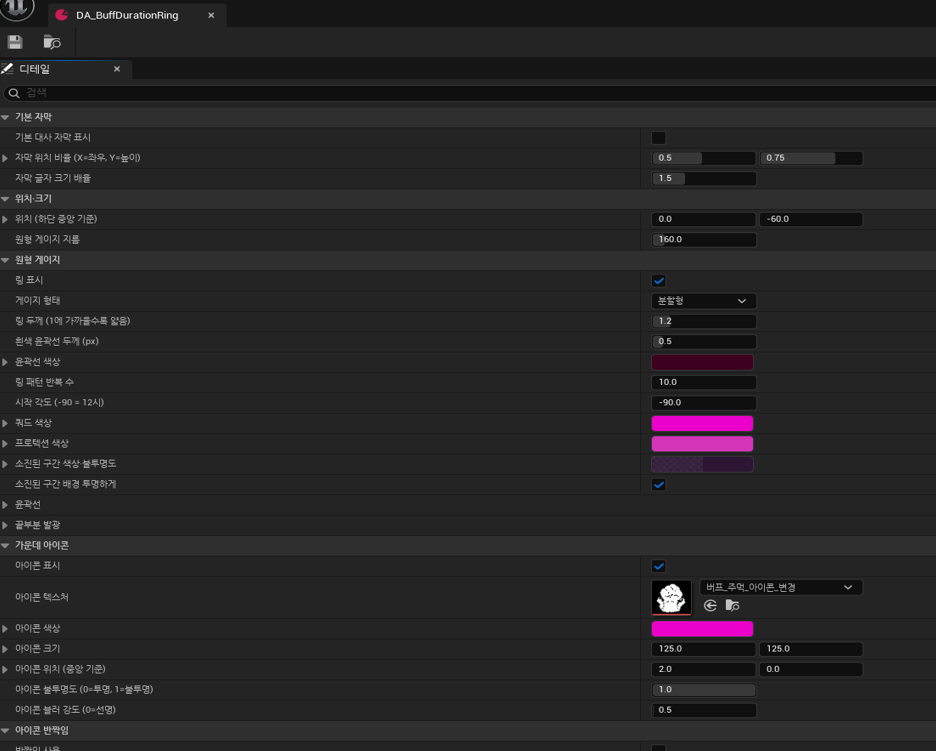 DA_BuffDurationRing
디테일
검색
기본 자막
기본 대사 자막 표시
자막 위치 비율 (X=좌우, Y=높이) 0.5 0.75
자막 글자 크기 배율 1.5
위치·크기
위치 (하단 중앙 기준) 0.0 -60.0
원형 게이지 지름 160.0
원형 게이지
링 표시
게이지 형태 분할형
링 두께 (1에 가까울수록 얇음) 1.2
흰색 윤곽선 두께 (px) 0.5
윤곽선 색상
링 패턴 반복 수 10.0
시작 각도 (-90 = 12시) -90.0
쿼드 색상
프로텍션 색상
소진된 구간 색상·불투명도
소진된 구간 배경 투명하게
윤곽선
끝부분 발광
가운데 아이콘
아이콘 표시
아이콘 텍스처 버프_주먹_아이콘_변경
아이콘 색상
아이콘 크기 125.0 125.0
아이콘 위치 (중앙 기준) 2.0 0.0
아이콘 불투명도 (0=투명, 1=불투명) 1.0
아이콘 블러 강도 (0=선명) 0.5
아이콘 반짝임
반짝임 사용